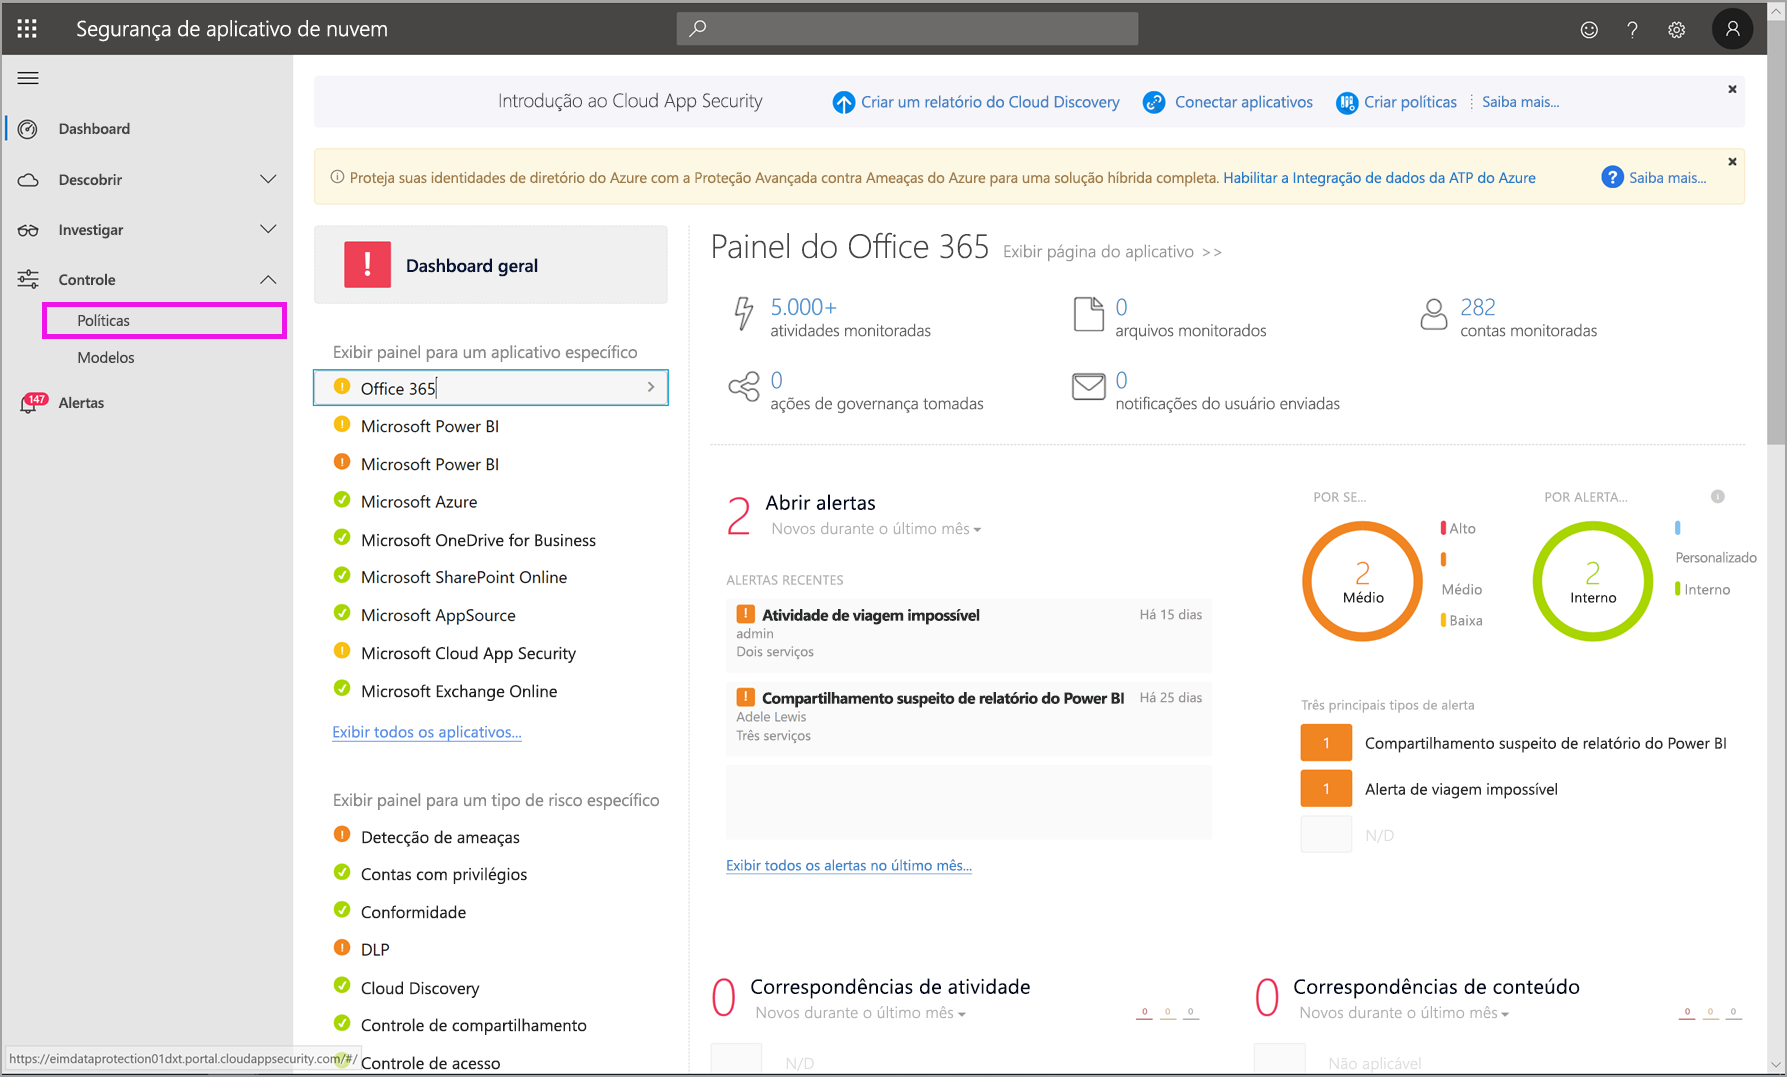 Segurança de aplicativo de nuvem
?
Introdução ao Cloud App Security
Criar um relatório do Cloud Discovery
Conectar aplicativos
Criar políticas
Saiba mais...
Dashboard
Descobrir
Investigar
Controle
Políticas
Modelos
147
Alertas
Proteja suas identidades de diretório do Azure com a Proteção Avançada contra Ameaças do Azure para uma solução híbrida completa. Habilitar a Integração de dados da ATP do Azure
? Saiba mais...
! Dashboard geral
Exibir painel para um aplicativo específico
Office 365
Microsoft Power BI
Microsoft Power BI
Microsoft Azure
Microsoft OneDrive for Business
Microsoft SharePoint Online
Microsoft AppSource
Microsoft Cloud App Security
Microsoft Exchange Online
Exibir todos os aplicativos...
Exibir painel para um tipo de risco específico
Detecção de ameaças
Contas com privilégios
Conformidade
DLP
Cloud Discovery
Controle de compartilhamento
Controle de acesso
https://eimdataprotection01dxt.portal.cloudappsecurity.com/#/
Painel do Office 365
Exibir página do aplicativo >>
5.000+
atividades monitoradas
0
arquivos monitorados
282
contas monitoradas
0
ações de governança tomadas
0
notificações do usuário enviadas
2 Abrir alertas
Novos durante o último mês
ALERTAS RECENTES
! Atividade de viagem impossível
Há 15 dias
admin
Dois serviços
! Compartilhamento suspeito de relatório do Power BI
Há 25 dias
Adele Lewis
Três serviços
Exibir todos os alertas no último mês...
POR SE...
2
Médio
Alto
Médio
Baixa
POR ALERTA...
2
Interno
Personalizado
Interno
Três principais tipos de alerta
1 Compartilhamento suspeito de relatório do Power BI
1 Alerta de viagem impossível
N/D
0 Correspondências de atividade
Novos durante o último mês
0 0 0
N/D
0 Correspondências de conteúdo
Novos durante o último mês
0 0 0
Não aplicável